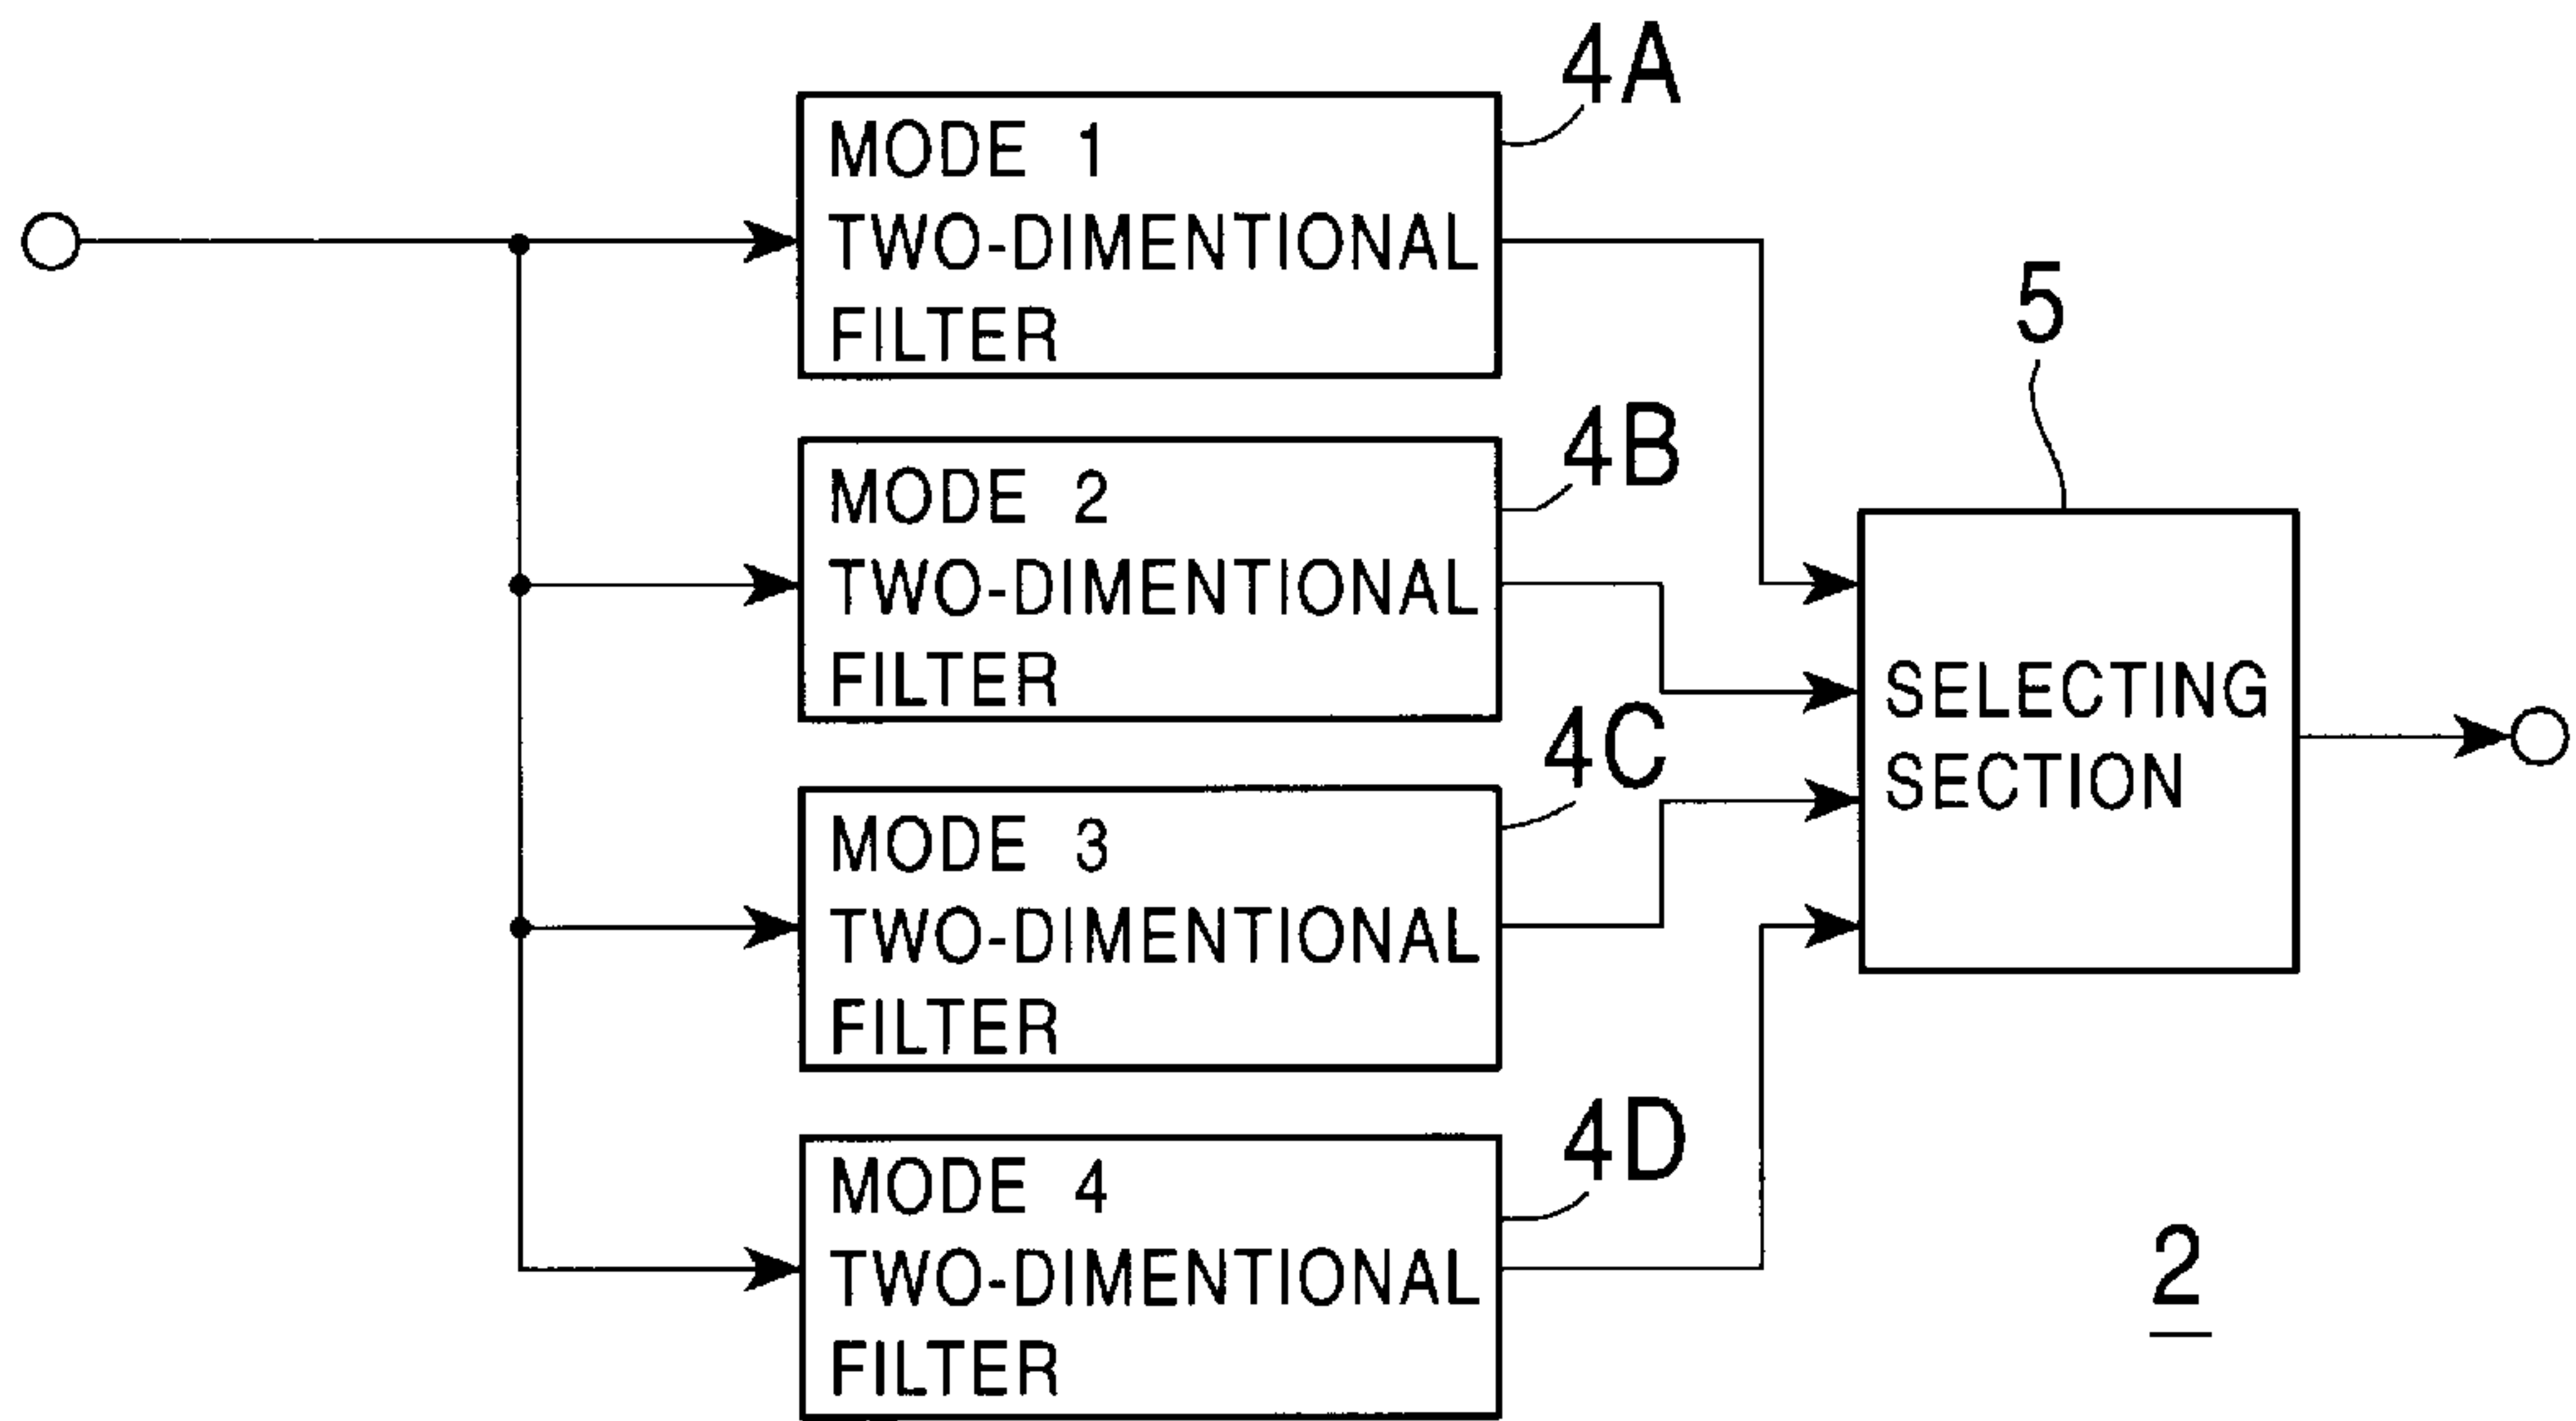 4A
MODE 1
TWO-DIMENTIONAL
FILTER
4B
MODE 2
TWO-DIMENTIONAL
FILTER
4C
MODE 3
TWO-DIMENTIONAL
FILTER
4D
MODE 4
TWO-DIMENTIONAL
FILTER
5
SELECTING
SECTION
2